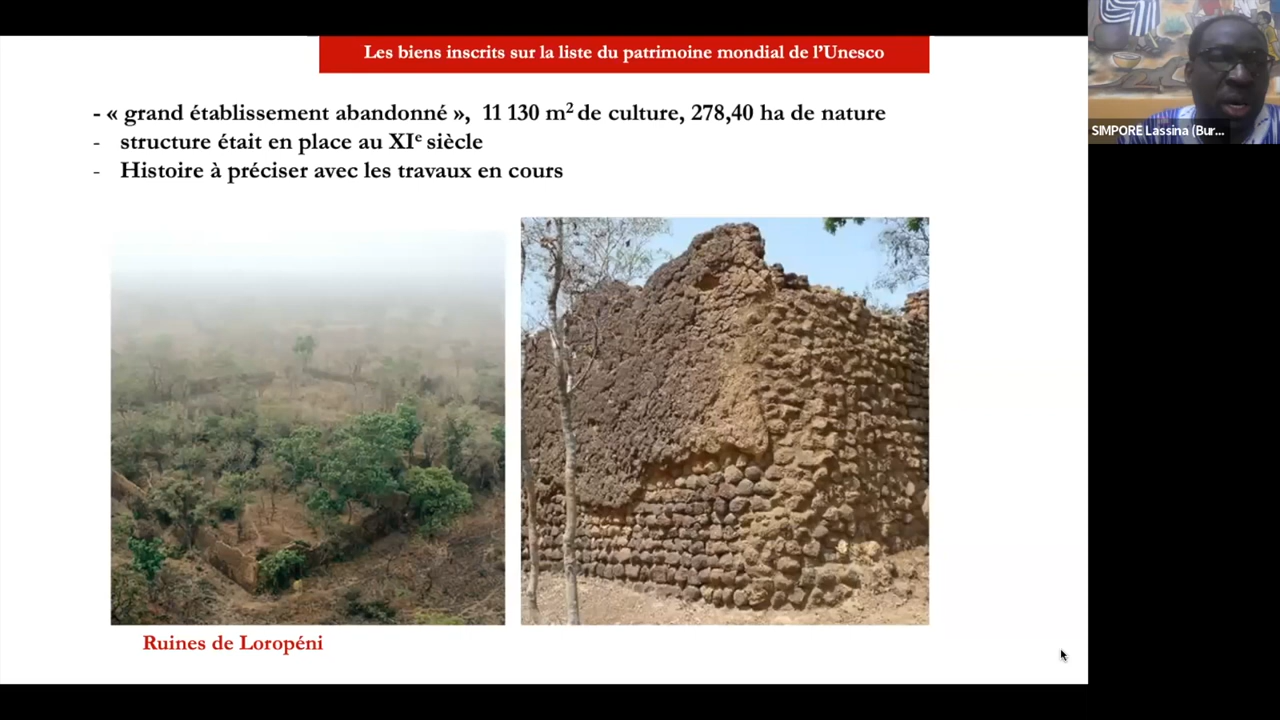 Les biens inscrits sur la liste du patrimoine mondial de l'Unesco
- « grand établissement abandonné », 11 130 m² de culture, 278,40 ha de nature
- structure était en place au XIᵉ siècle
- Histoire à préciser avec les travaux en cours
SIMPORE Lassina (Bur...
Ruines de Loropéni